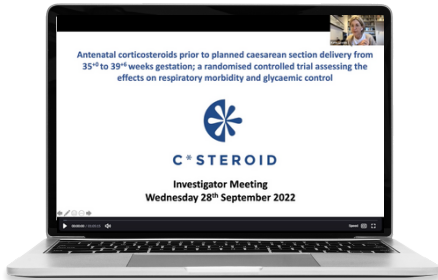 Antenatal corticosteroids prior to planned caesarean section delivery from
35⁺⁰ to 39⁺⁶ weeks gestation; a randomised controlled trial assessing the
effects on respiratory morbidity and glycaemic control
C*STEROID
Investigator Meeting
Wednesday 28th September 2022
Speed